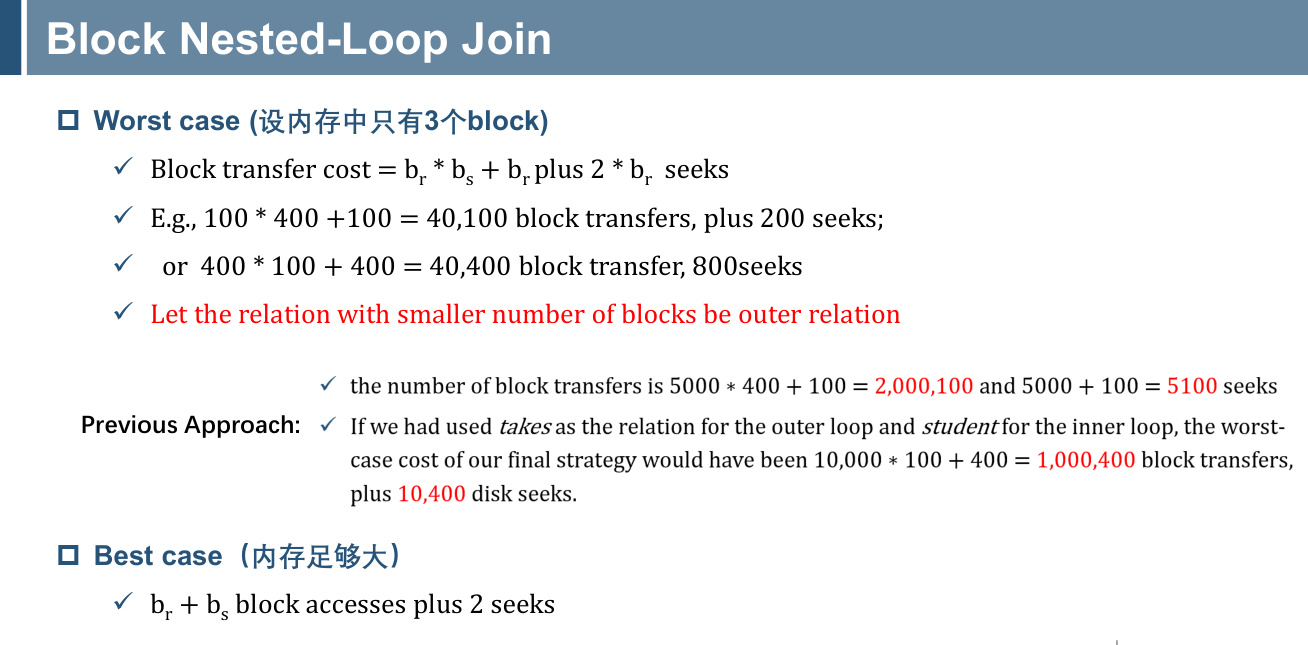 Block Nested-Loop Join
Worst case (设内存中只有3个block)
Block transfer cost = br * bs + br plus 2 * br seeks
E.g., 100 * 400 +100 = 40,100 block transfers, plus 200 seeks;
or 400 * 100 + 400 = 40,400 block transfer, 800seeks
Let the relation with smaller number of blocks be outer relation
the number of block transfers is 5000 ∗ 400 + 100 = 2,000,100 and 5000 + 100 = 5100 seeks
Previous Approach:
If we had used takes as the relation for the outer loop and student for the inner loop, the worst-
case cost of our final strategy would have been 10,000 ∗ 100 + 400 = 1,000,400 block transfers,
plus 10,400 disk seeks.
Best case（内存足够大）
br + bs block accesses plus 2 seeks